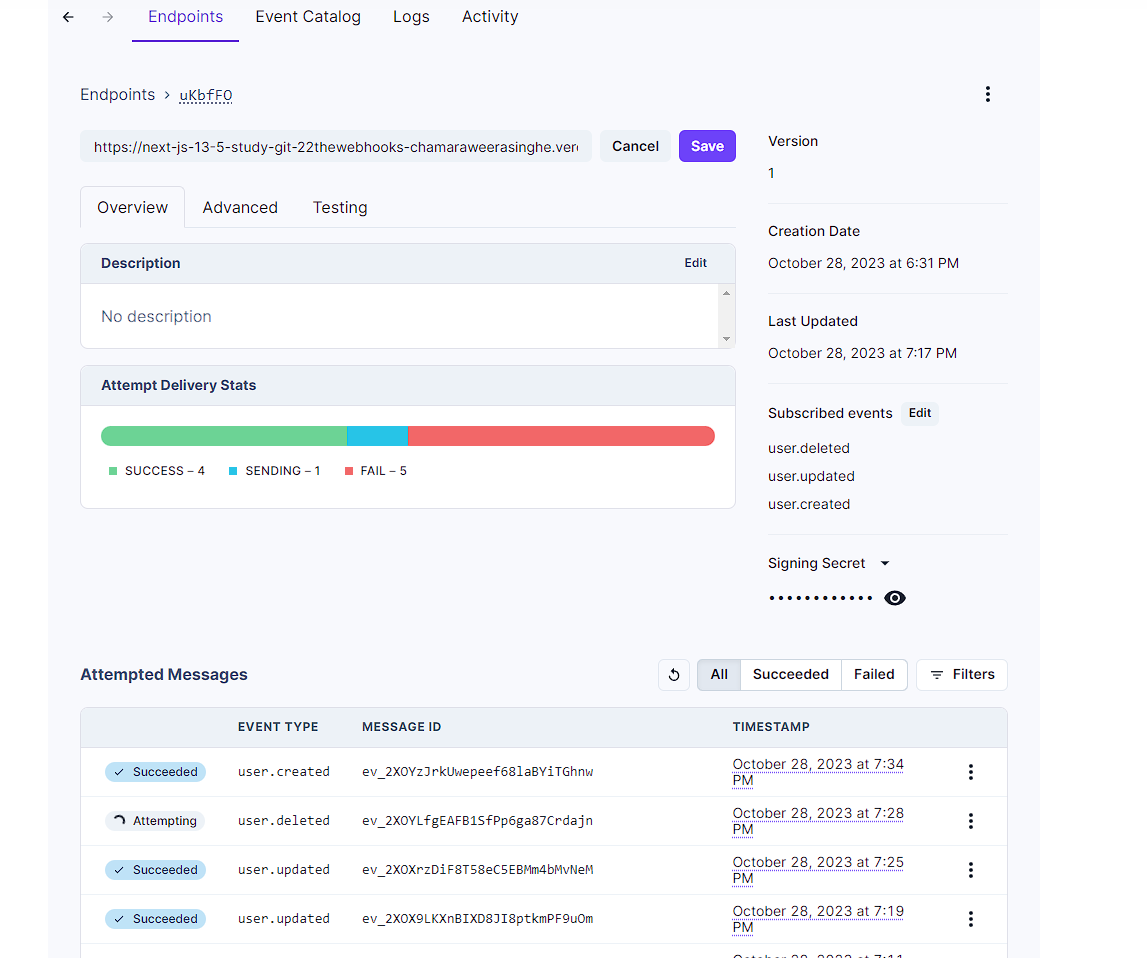 Endpoints Event Catalog Logs Activity
Endpoints > uKbfFO
https://next-js-13-5-study-git-22thewebhooks-chamaraweerasinghe.ver
Cancel Save
Overview Advanced Testing
Description Edit
No description
Attempt Delivery Stats
SUCCESS – 4 SENDING – 1 FAIL – 5
Version
1
Creation Date
October 28, 2023 at 6:31 PM
Last Updated
October 28, 2023 at 7:17 PM
Subscribed events Edit
user.deleted
user.updated
user.created
Signing Secret
••••••••••••
Attempted Messages
All Succeeded Failed Filters
EVENT TYPE MESSAGE ID TIMESTAMP
Succeeded user.created ev_2XOYzJrkUwepeef68laBYiTGhnw October 28, 2023 at 7:34
PM
Attempting user.deleted ev_2XOYLfgEAFB1SfPp6ga87Crdajn October 28, 2023 at 7:28
PM
Succeeded user.updated ev_2XOXrzDiF8T58eC5EBMm4bMvNeM October 28, 2023 at 7:25
PM
Succeeded user.updated ev_2XOX9LKXnBIXD8JI8ptkmPF9uOm October 28, 2023 at 7:19
PM